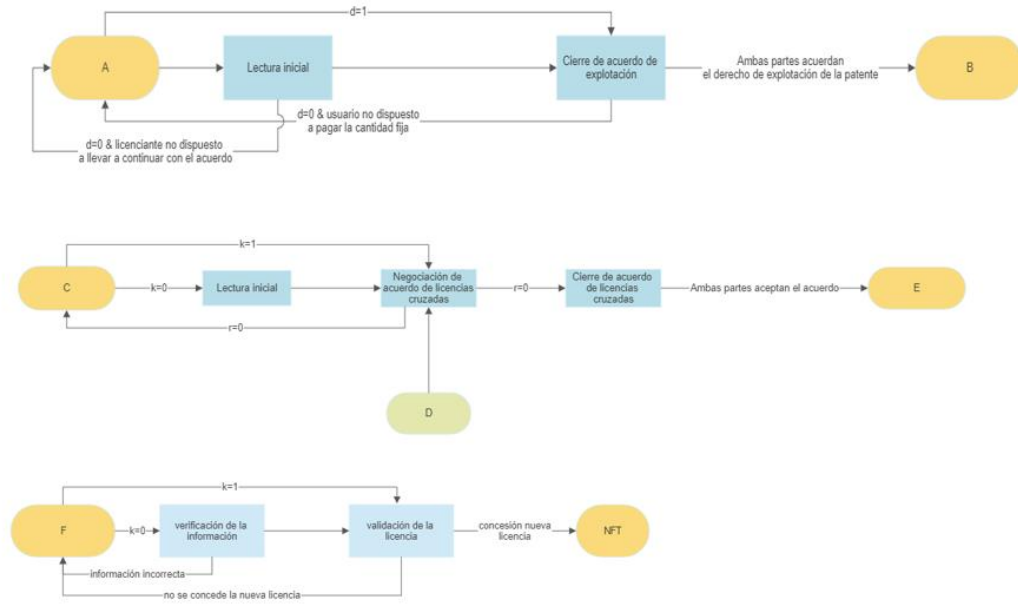 d=1
A
Lectura inicial
Cierre de acuerdo de
explotación
Ambas partes acuerdan
el derecho de explotación de la patente
B
d=0 & usuario no dispuesto
a pagar la cantidad fija
d=0 & licenciante no dispuesto
a llevar a continuar con el acuerdo
k=1
C
k=0
Lectura inicial
Negociación de
acuerdo de licencias
cruzadas
r=0
Cierre de acuerdo
de licencias
cruzadas
Ambas partes aceptan el acuerdo
E
r=0
D
k=1
F
k=0
verificación de la
información
validación de la
licencia
concesión nueva
licencia
NFT
información incorrecta
no se concede la nueva licencia